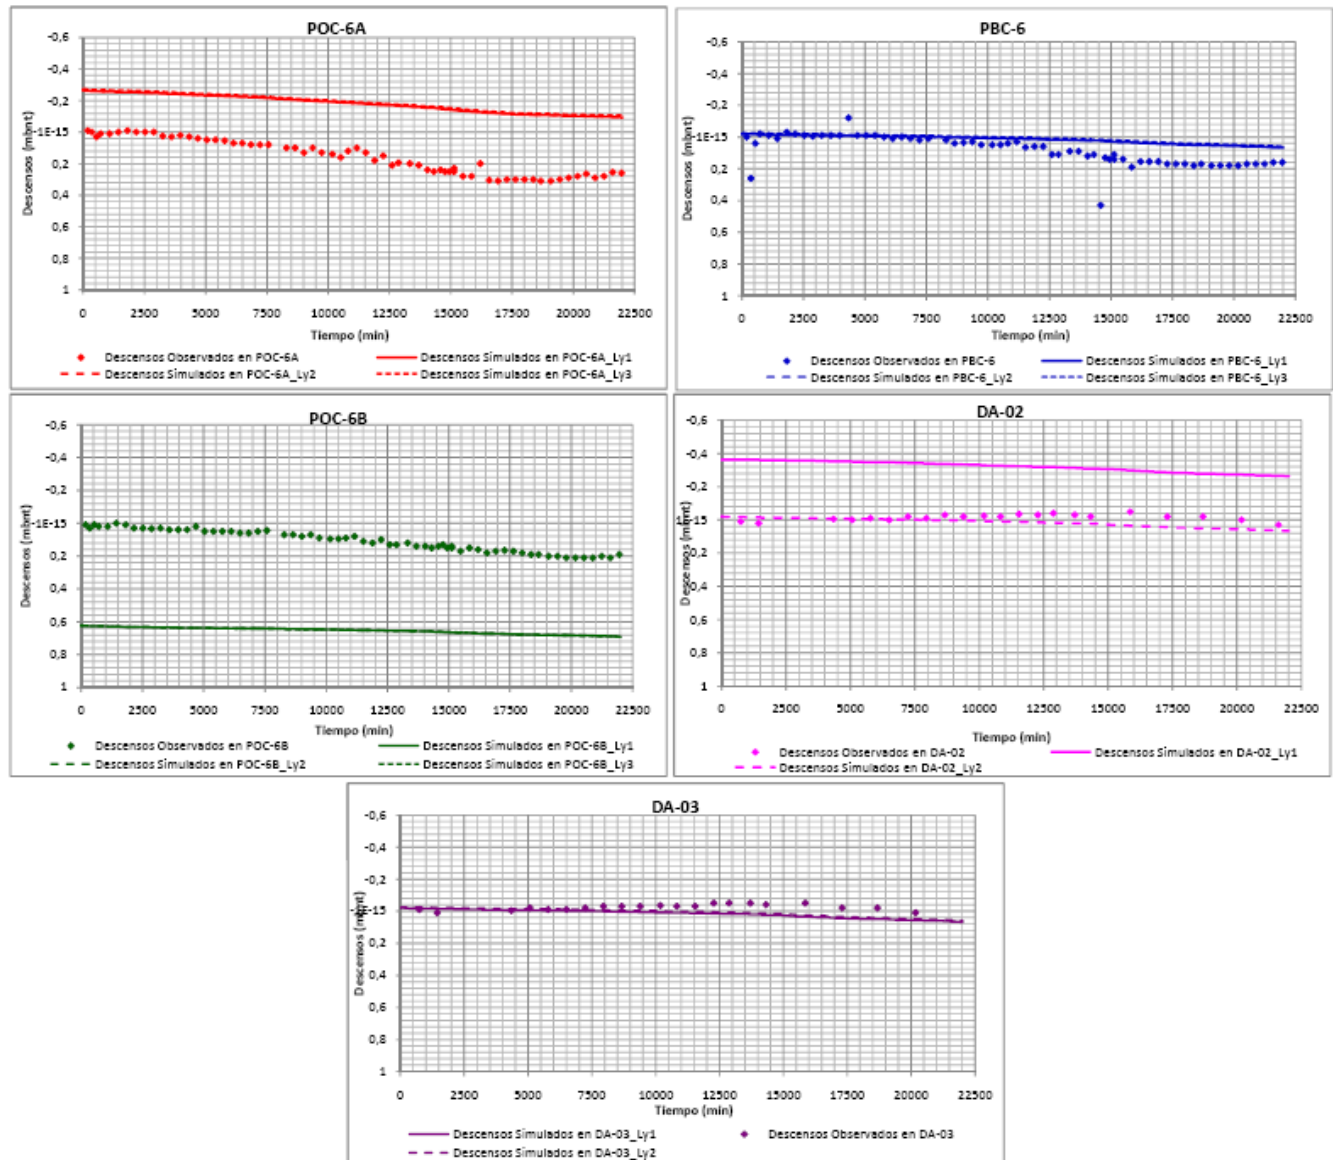 POC-6A
-0,6
-0,4
-0,2
-1E-15
0,2
0,4
0,6
0,8
1
Descensos (mbnt)
0 2500 5000 7500 10000 12500 15000 17500 20000 22500
Tiempo (min)
Descensos Observados en POC-6A Descensos Simulados en POC-6A_Ly1
Descensos Simulados en POC-6A_Ly2 Descensos Simulados en POC-6A_Ly3
PBC-6
-0,6
-0,4
-0,2
-1E-15
0,2
0,4
0,6
0,8
1
Descensos (mbnt)
0 2500 5000 7500 10000 12500 15000 17500 20000 22500
Tiempo (min)
Descensos Observados en PBC-6 Descensos Simulados en PBC-6_Ly1
Descensos Simulados en PBC-6_Ly2 Descensos Simulados en PBC-6_Ly3
POC-6B
-0,6
-0,4
-0,2
-1E-15
0,2
0,4
0,6
0,8
1
Descensos (mbnt)
0 2500 5000 7500 10000 12500 15000 17500 20000 22500
Tiempo (min)
Descensos Observados en POC-6B Descensos Simulados en POC-6B_Ly1
Descensos Simulados en POC-6B_Ly2 Descensos Simulados en POC-6B_Ly3
DA-02
-0,6
-0,4
-0,2
-1E-15
0,2
0,4
0,6
0,8
1
Descensos (mbnt)
0 2500 5000 7500 10000 12500 15000 17500 20000 22500
Tiempo (min)
Descensos Observados en DA-02 Descensos Simulados en DA-02_Ly1
Descensos Simulados en DA-02_Ly2
DA-03
-0,6
-0,4
-0,2
-1E-15
0,2
0,4
0,6
0,8
1
Descensos (mbnt)
0 2500 5000 7500 10000 12500 15000 17500 20000 22500
Tiempo (min)
Descensos Simulados en DA-03_Ly1 Descensos Observados en DA-03
Descensos Simulados en DA-03_Ly2